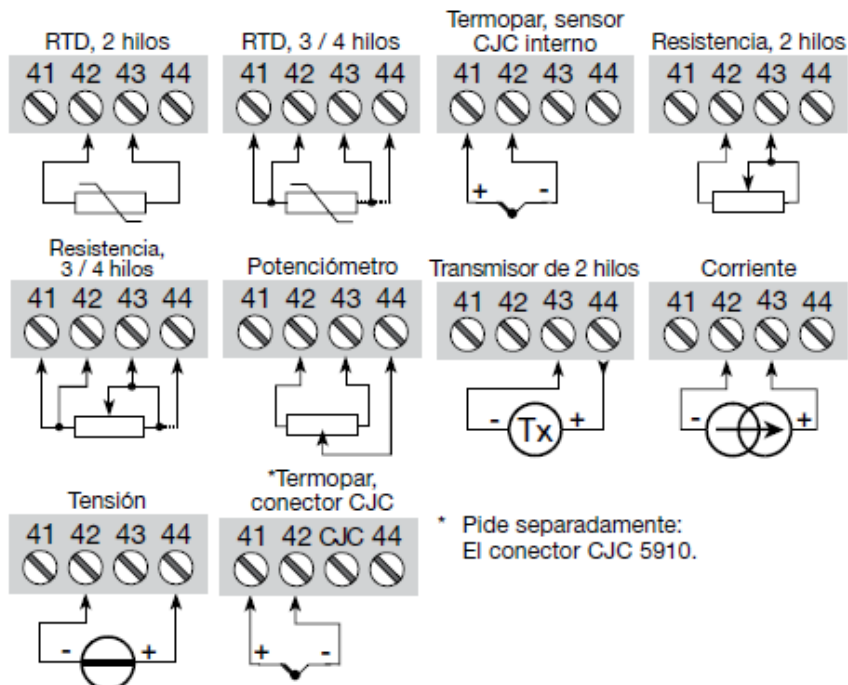 RTD, 2 hilos
41 42 43 44
RTD, 3 / 4 hilos
41 42 43 44
Termopar, sensor
CJC interno
41 42 43 44
+ -
Resistencia, 2 hilos
41 42 43 44
Resistencia,
3 / 4 hilos
41 42 43 44
Potenciómetro
41 42 43 44
Transmisor de 2 hilos
41 42 43 44
- Tx +
Corriente
41 42 43 44
- +
Tensión
41 42 43 44
- +
*Termopar,
conector CJC
41 42 CJC 44
+ -
* Pide separadamente:
El conector CJC 5910.